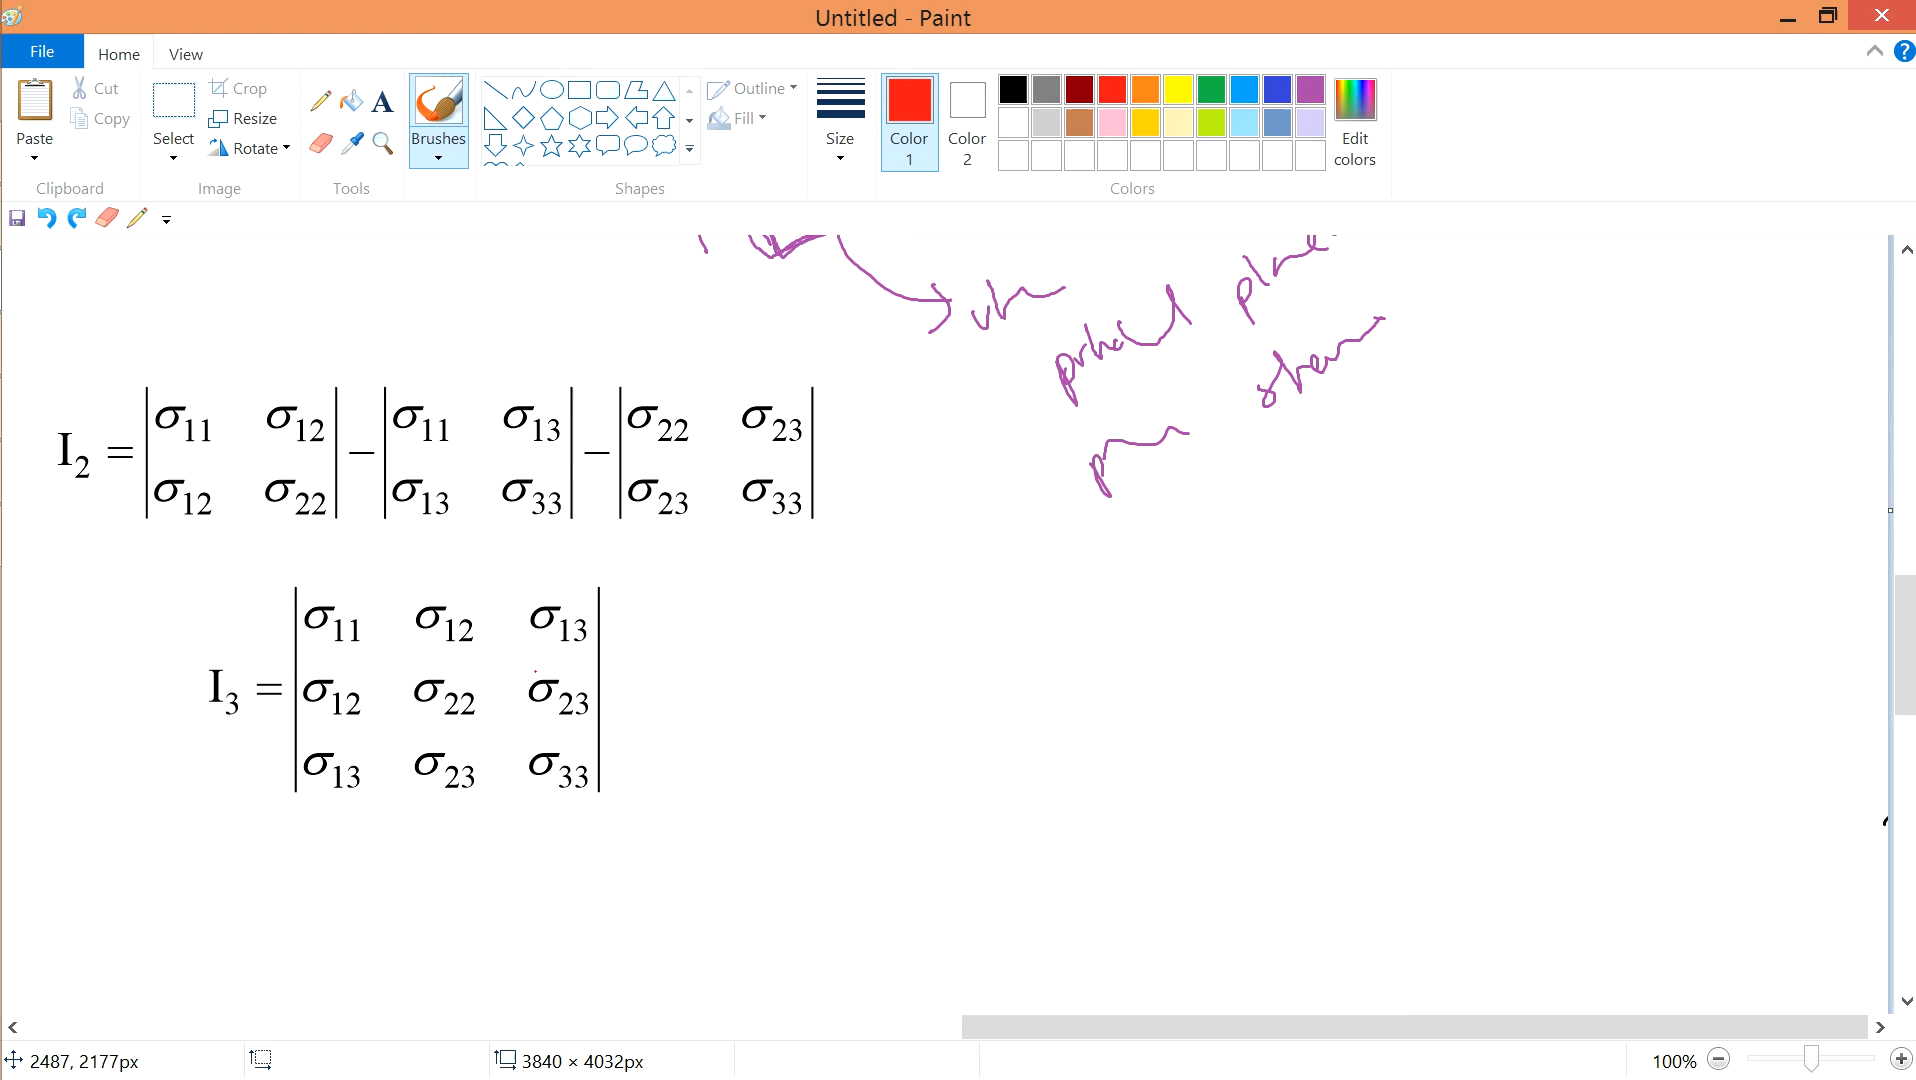 Untitled - Paint
File Home View
Paste Cut Copy Clipboard
Select Crop Resize Rotate Image
Tools
Brushes
Outline Fill Shapes
Size
Color 1 Color 2 Edit colors Colors
I₂ = |σ₁₁ σ₁₂| − |σ₁₁ σ₁₃| − |σ₂₂ σ₂₃|
|σ₁₂ σ₂₂| |σ₁₃ σ₃₃| |σ₂₃ σ₃₃|
I₃ = |σ₁₁ σ₁₂ σ₁₃|
|σ₁₂ σ₂₂ σ₂₃|
|σ₁₃ σ₂₃ σ₃₃|
2487, 2177px 3840 × 4032px 100%